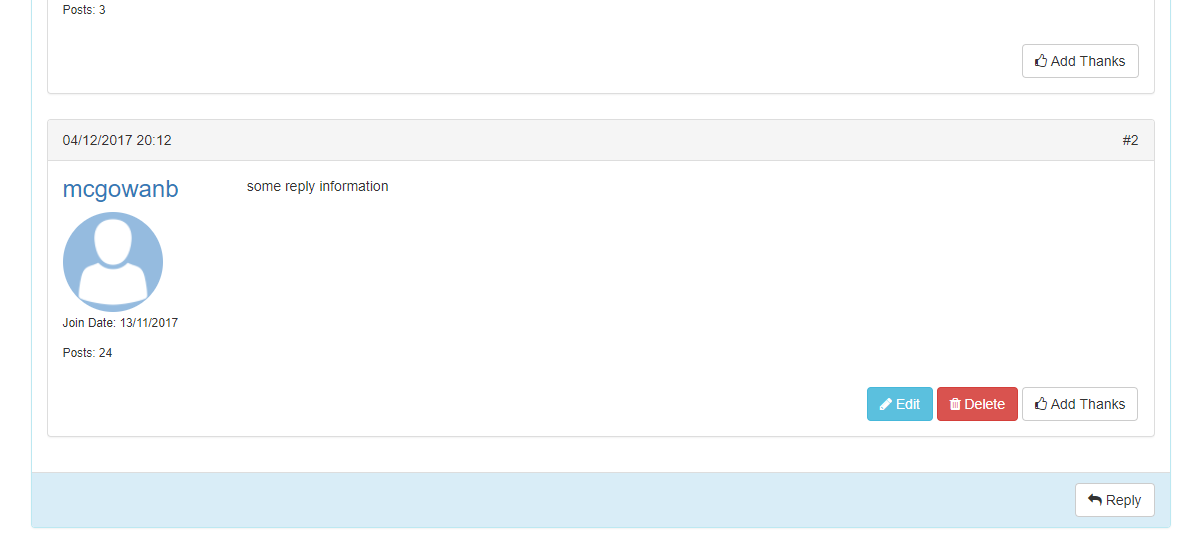 Posts: 3
Add Thanks
04/12/2017 20:12 #2
mcgowanb some reply information
Join Date: 13/11/2017
Posts: 24
Edit Delete Add Thanks
Reply